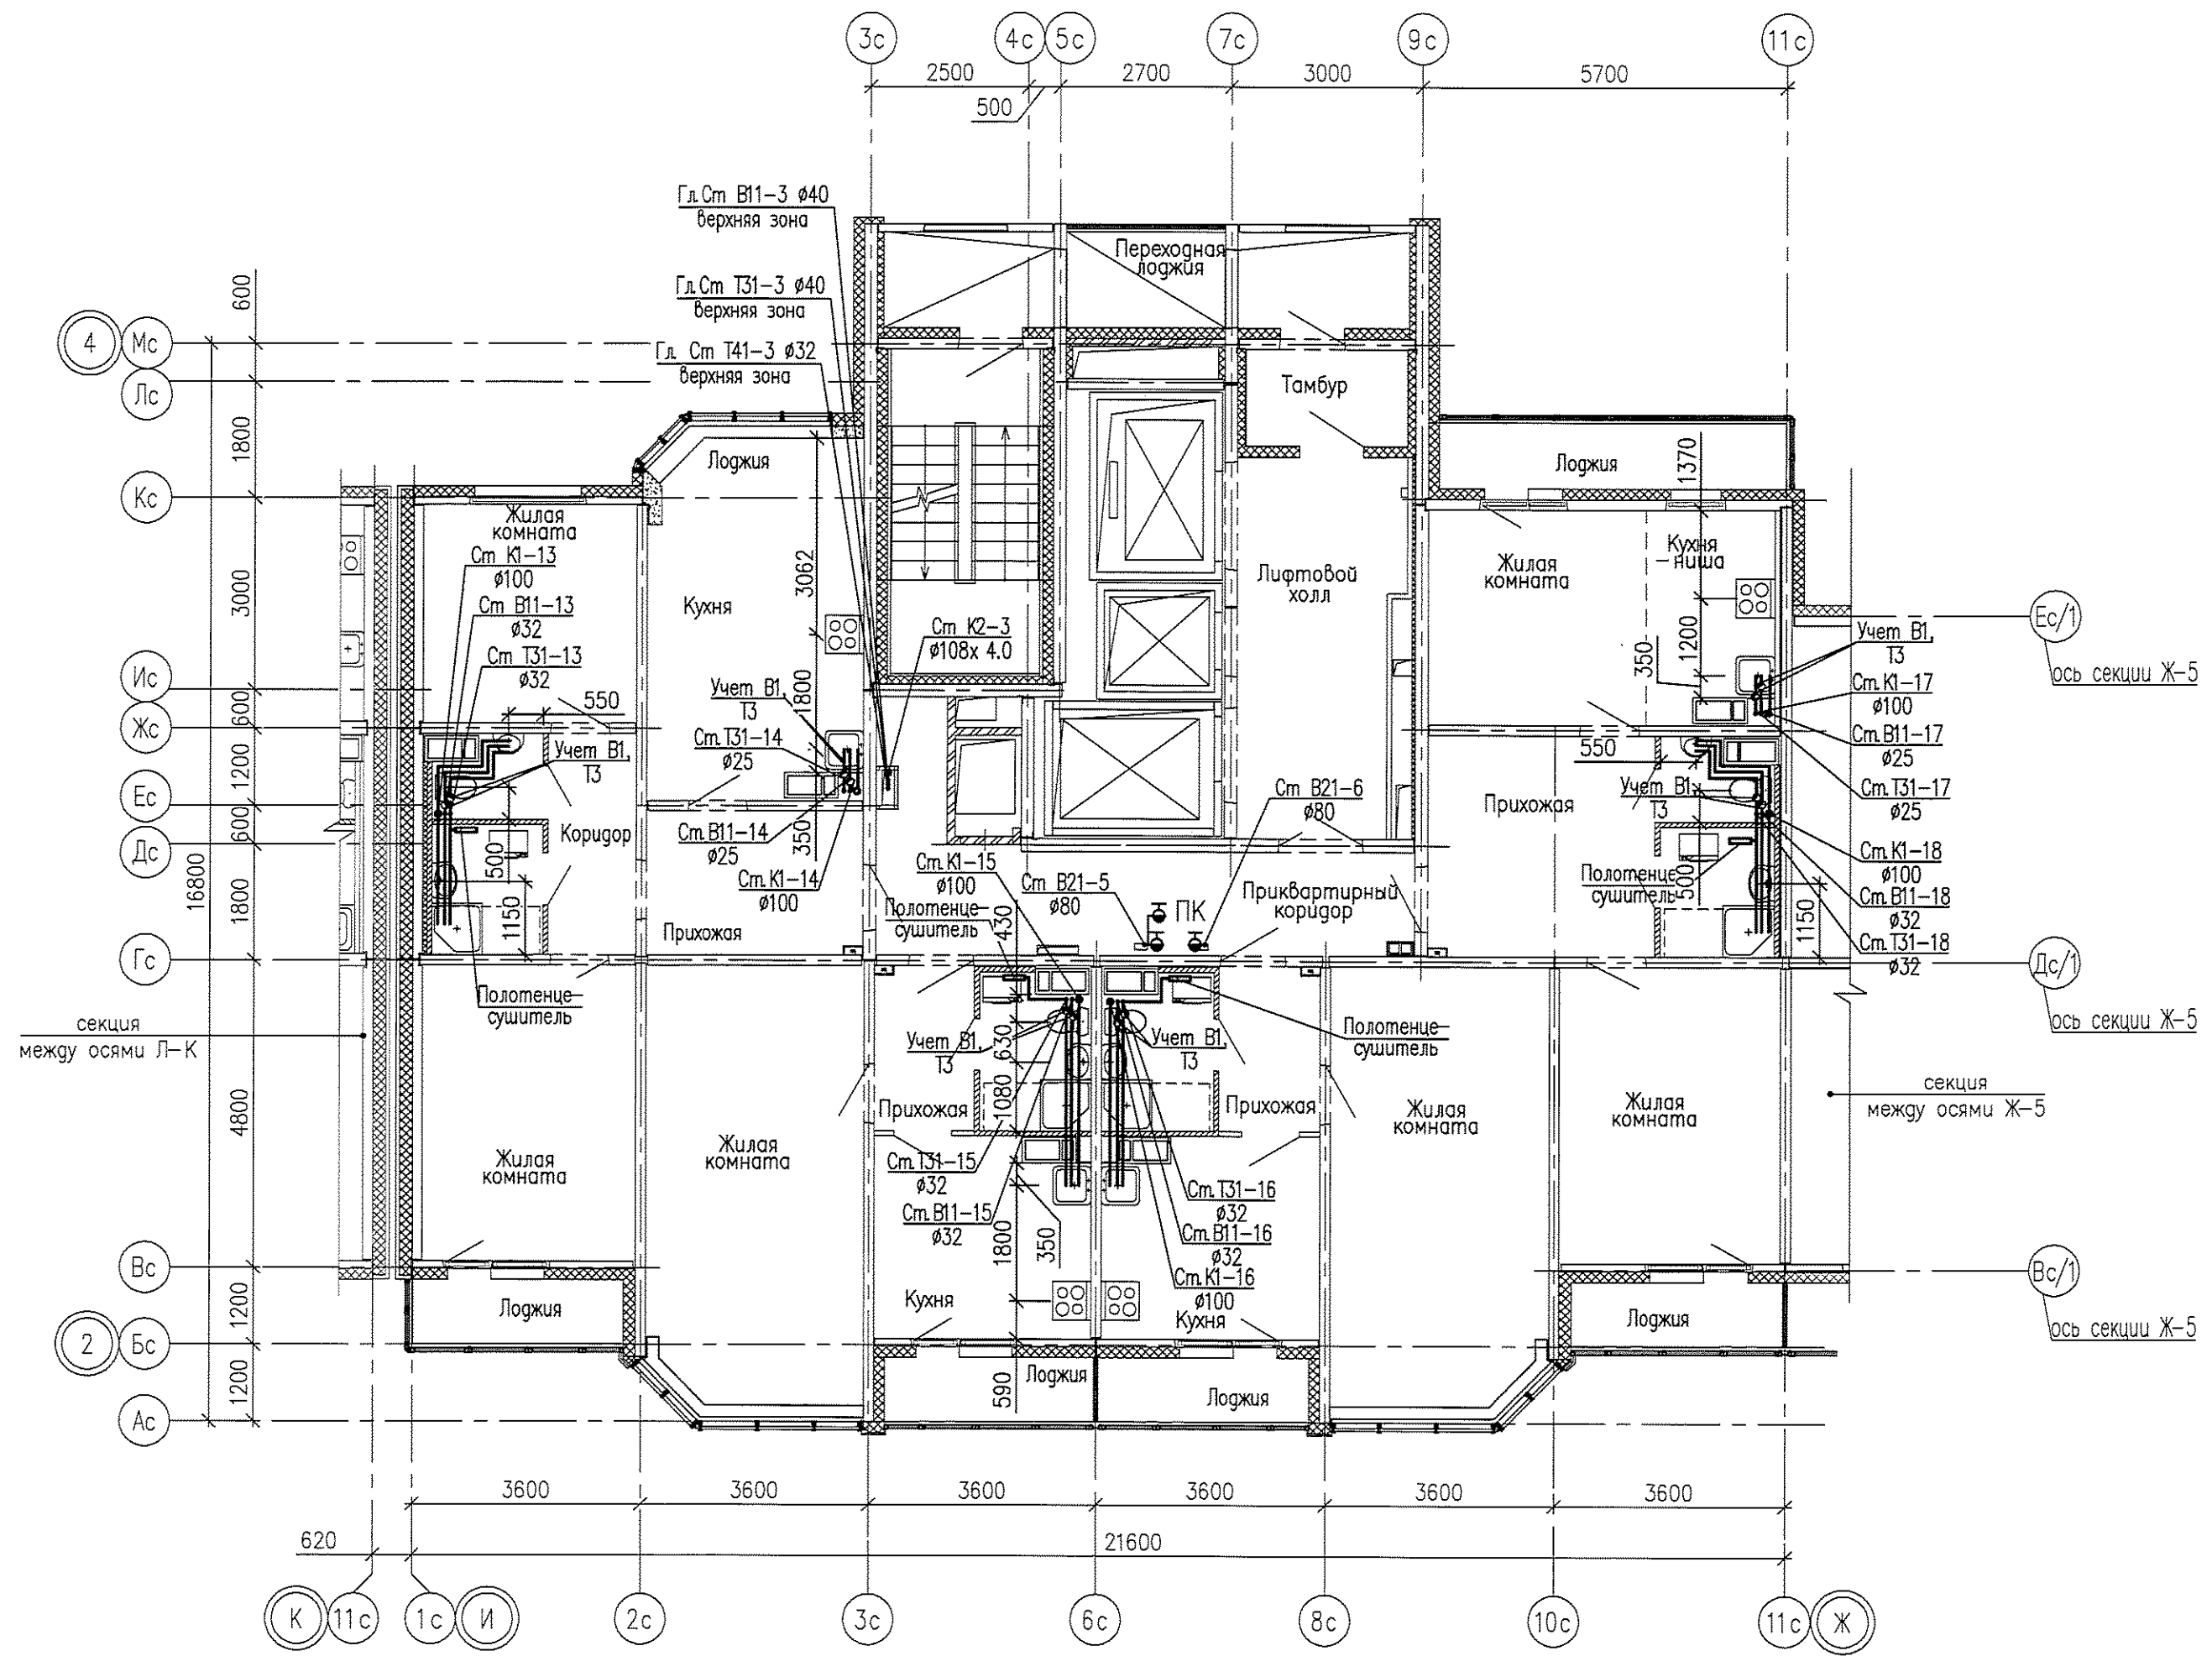 3с
4с
5с
7с
9с
11с
2500
2700
3000
5700
500
Гл.Ст В11-3 ø40
верхняя зона
Гл.Ст Т31-3 ø40
верхняя зона
Гл. Ст Т41-3 ø32
верхняя зона
Переходная
лоджия
Тамбур
4
Мс
Лс
Кс
Ис
Жс
Ес
Дс
Гс
Вс
2
Бс
Ас
600
1800
3000
600
1200
600
1800
4800
1200
1200
16800
Лоджия
Лоджия
1370
Жилая
комната
Ст К1-13
ø100
Ст В11-13
ø32
Ст Т31-13
ø32
550
Учет В1,
Т3
Кухня
3062
1800
Учет В1,
Т3
Ст.Т31-14
ø25
Ст.В11-14
ø25
350
Ст.К1-14
ø100
Ст К2-3
ø108х 4.0
Лифтовой
холл
Жилая
комната
Кухня
-ниша
1200
350
Учет В1,
Т3
Ст.К1-17
ø100
Ст.В11-17
ø25
Ст.Т31-17
ø25
550
Учет В1
Т3
Прихожая
Ст.К1-18
ø100
Ст.В11-18
ø32
Ст.Т31-18
ø32
Полотенце-
сушитель
500
1150
Ес/1
ось секции Ж-5
Дс/1
ось секции Ж-5
Вс/1
ось секции Ж-5
Коридор
500
1150
Прихожая
Полотенце-
сушитель
Ст.К1-15
ø100
Полотенце-
сушитель
430
Ст В21-5
ø80
Ст В21-6
ø80
ПК
Приквартирный
коридор
секция
между осями Л-К
Учет В1,
Т3
630
1080
Учет В1,
Т3
Полотенце-
сушитель
Прихожая
Прихожая
Жилая
комната
Жилая
комната
Жилая
комната
Жилая
комната
секция
между осями Ж-5
Ст.Т31-15
ø32
Ст.В11-15
ø32
1800
350
Ст.Т31-16
ø32
Ст.В11-16
ø32
Ст.К1-16
ø100
Кухня
Кухня
Лоджия
Лоджия
590
Лоджия
Лоджия
3600
3600
3600
3600
3600
3600
620
21600
К
11с
1с
И
2с
3с
6с
8с
10с
11с
Ж